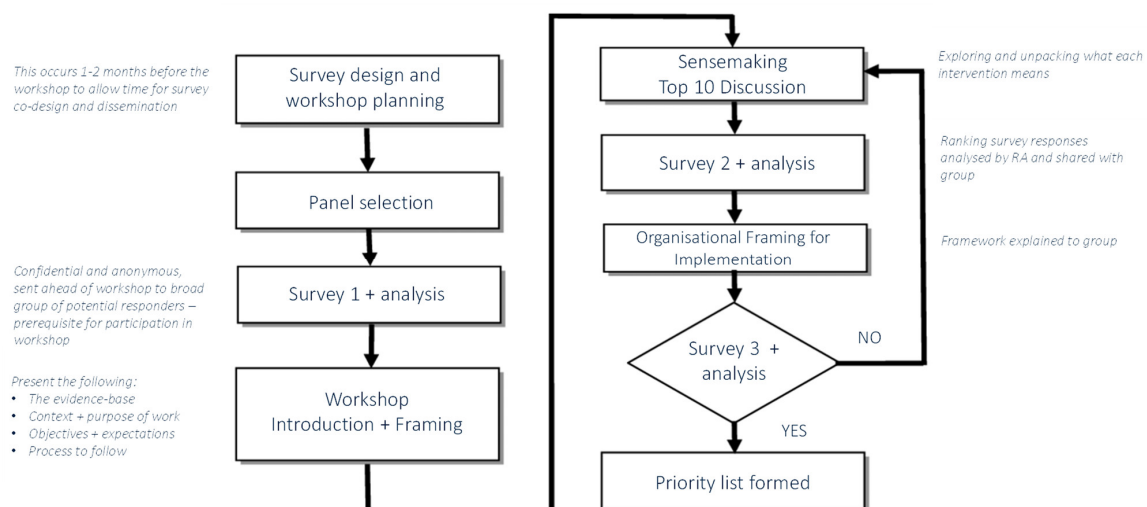 This occurs 1-2 months before the
workshop to allow time for survey
co-design and dissemination
Survey design and
workshop planning
Panel selection
Confidential and anonymous,
sent ahead of workshop to broad
group of potential responders –
prerequisite for participation in
workshop
Survey 1 + analysis
Present the following:
• The evidence-base
• Context + purpose of work
• Objectives + expectations
• Process to follow
Workshop
Introduction + Framing
Sensemaking
Top 10 Discussion
Exploring and unpacking what each
intervention means
Survey 2 + analysis
Ranking survey responses
analysed by RA and shared with
group
Organisational Framing for
Implementation
Framework explained to group
Survey 3 +
analysis
NO
YES
Priority list formed